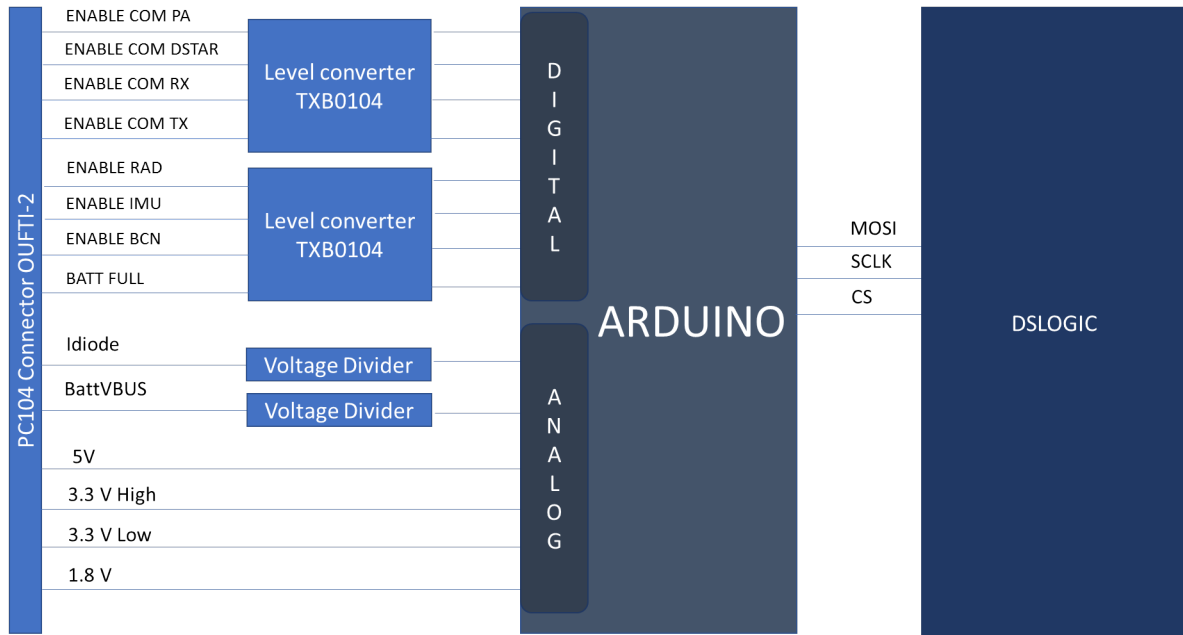 ENABLE COM PA
ENABLE COM DSTAR
ENABLE COM RX
ENABLE COM TX
ENABLE RAD
ENABLE IMU
ENABLE BCN
BATT FULL
Idiode
BattVBUS
5V
3.3 V High
3.3 V Low
1.8 V
PC104 Connector OUFTI-2
Level converter
TXB0104
Level converter
TXB0104
Voltage Divider
Voltage Divider
DIGITAL
ANALOG
ARDUINO
MOSI
SCLK
CS
DSLOGIC